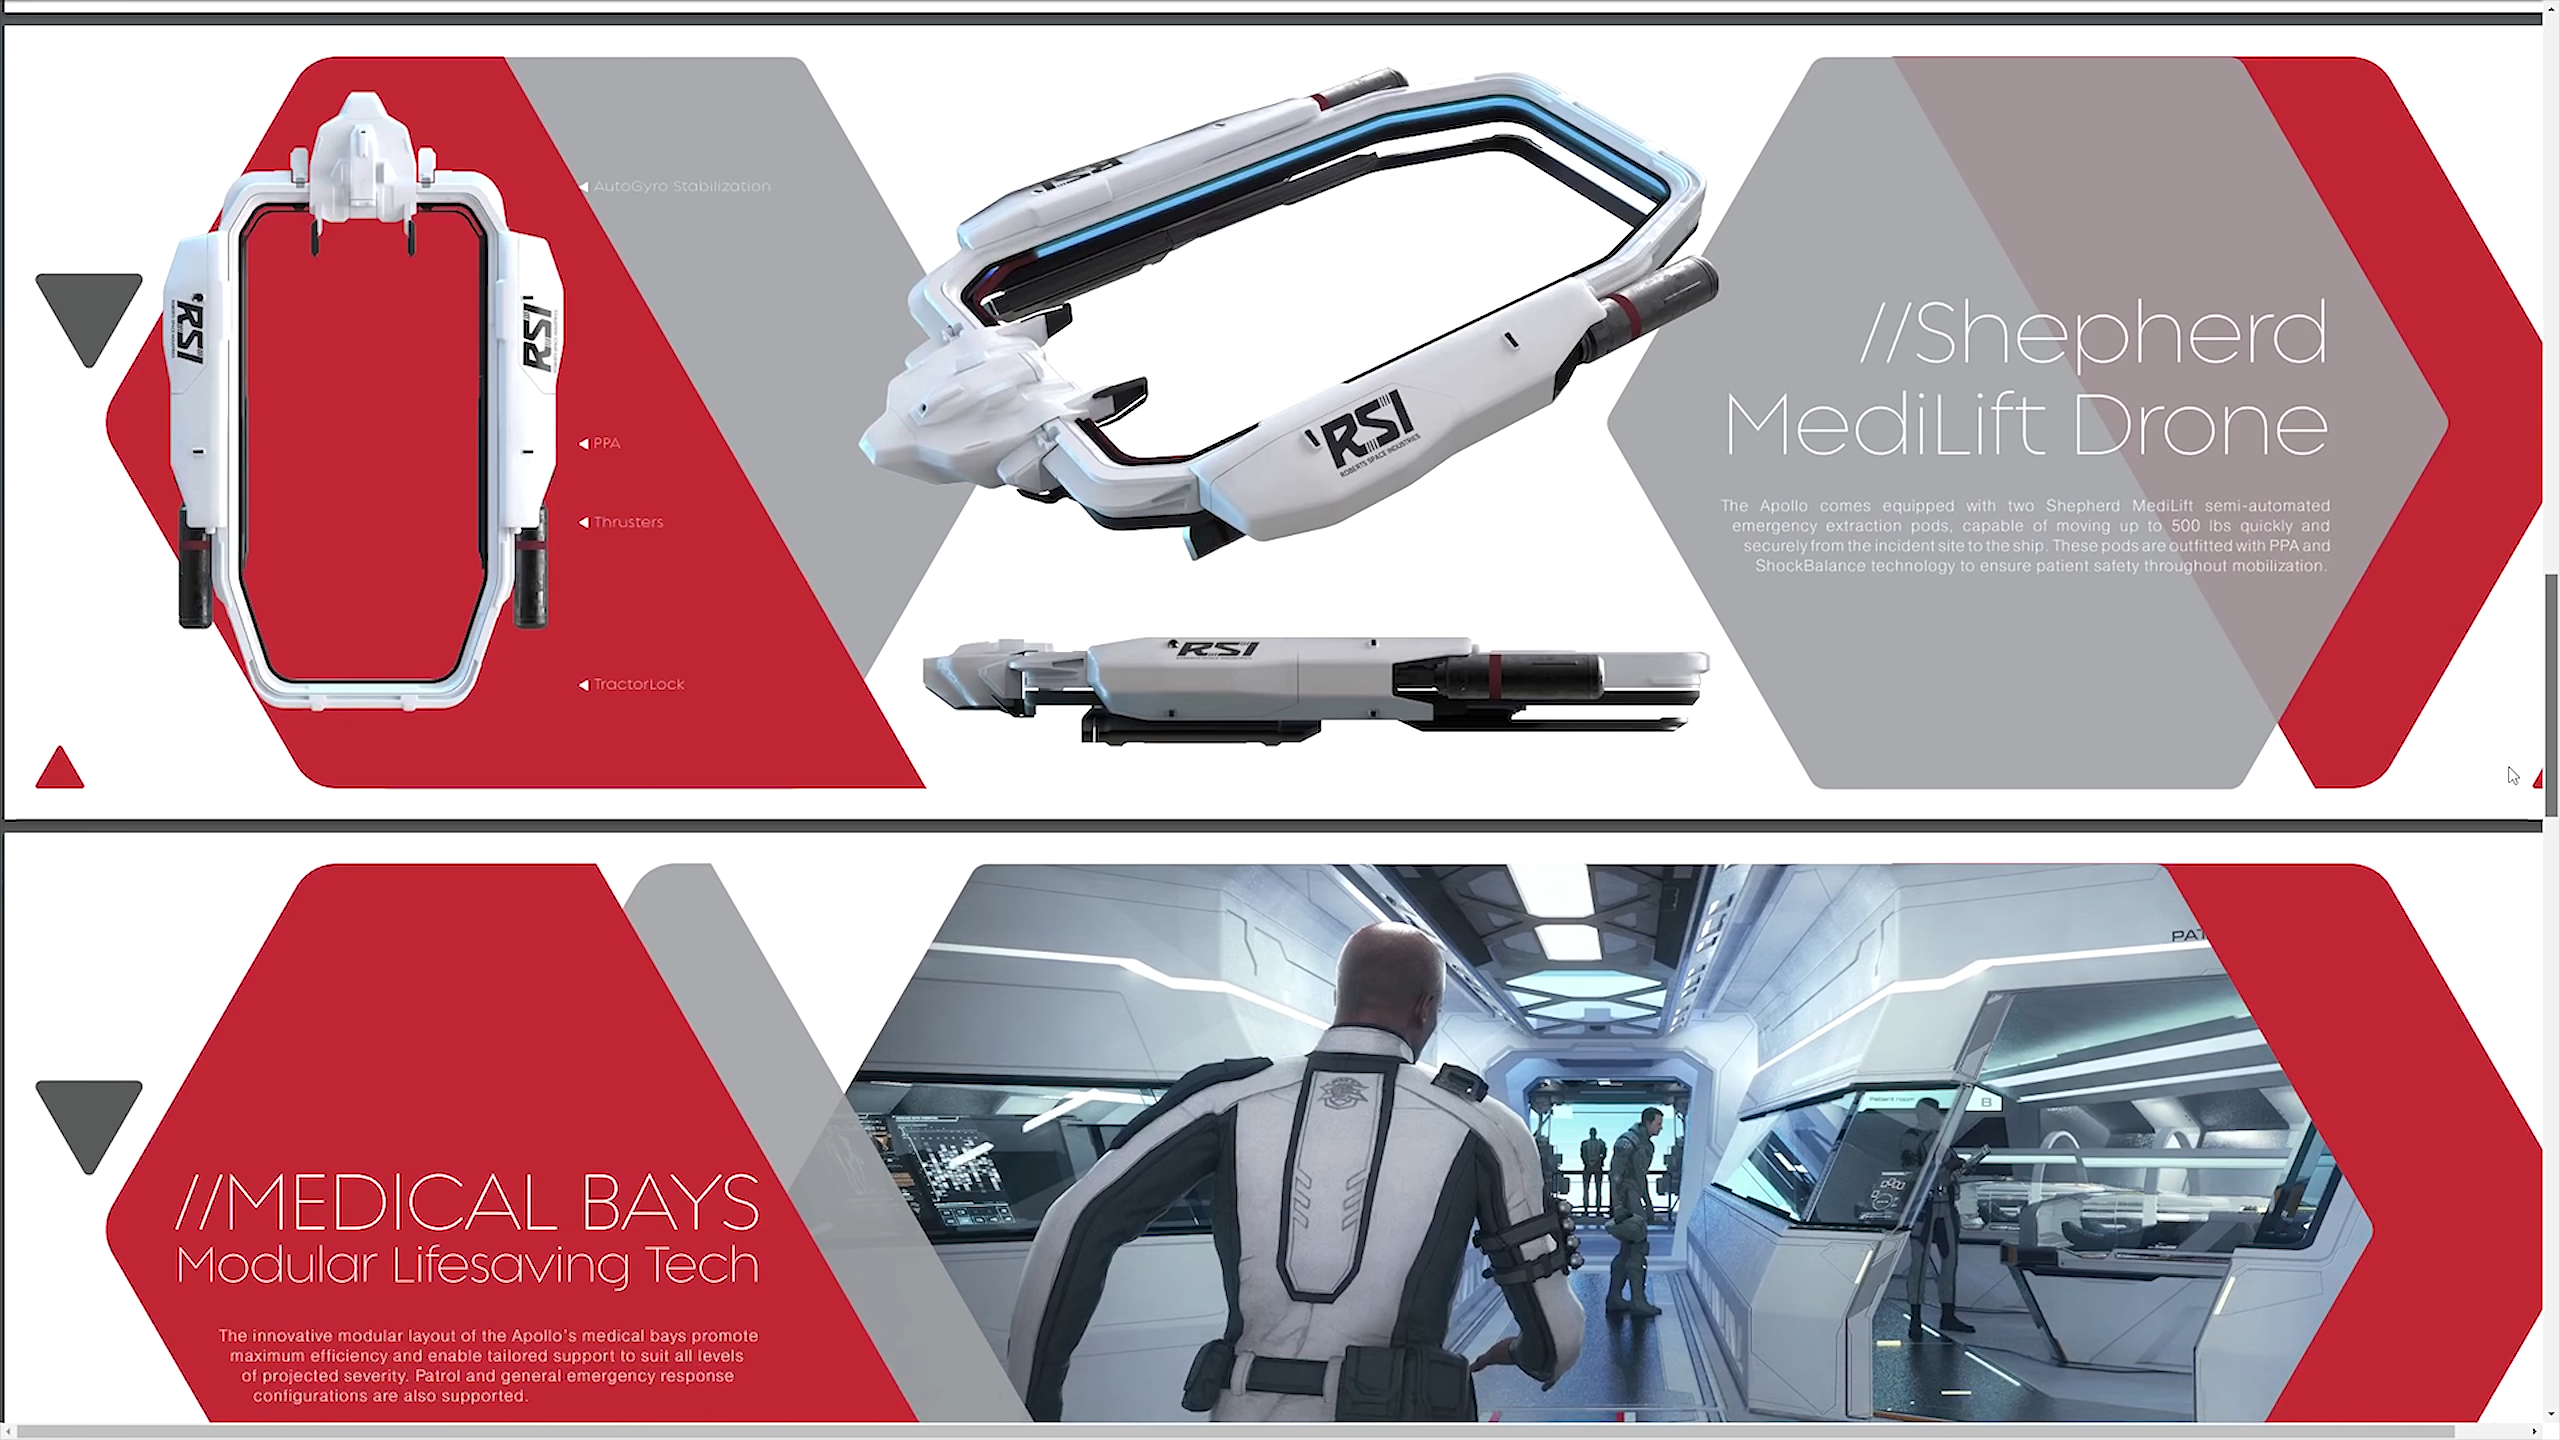 AutoGyro Stabilization
PPA
Thrusters
TractorLock
RSI
RSI
RSI
RSI
ROBERTS SPACE INDUSTRIES
RSI
//Shepherd
MediLift Drone
The Apollo comes equipped with two Shepherd MediLift semi-automated
emergency extraction pods, capable of moving up to 500 lbs quickly and
securely from the incident site to the ship. These pods are outfitted with PPA and
ShockBalance technology to ensure patient safety throughout mobilization.
//MEDICAL BAYS
Modular Lifesaving Tech
The innovative modular layout of the Apollo's medical bays promote
maximum efficiency and enable tailored support to suit all levels
of projected severity. Patrol and general emergency response
configurations are also supported.
PAT
Patient room
B